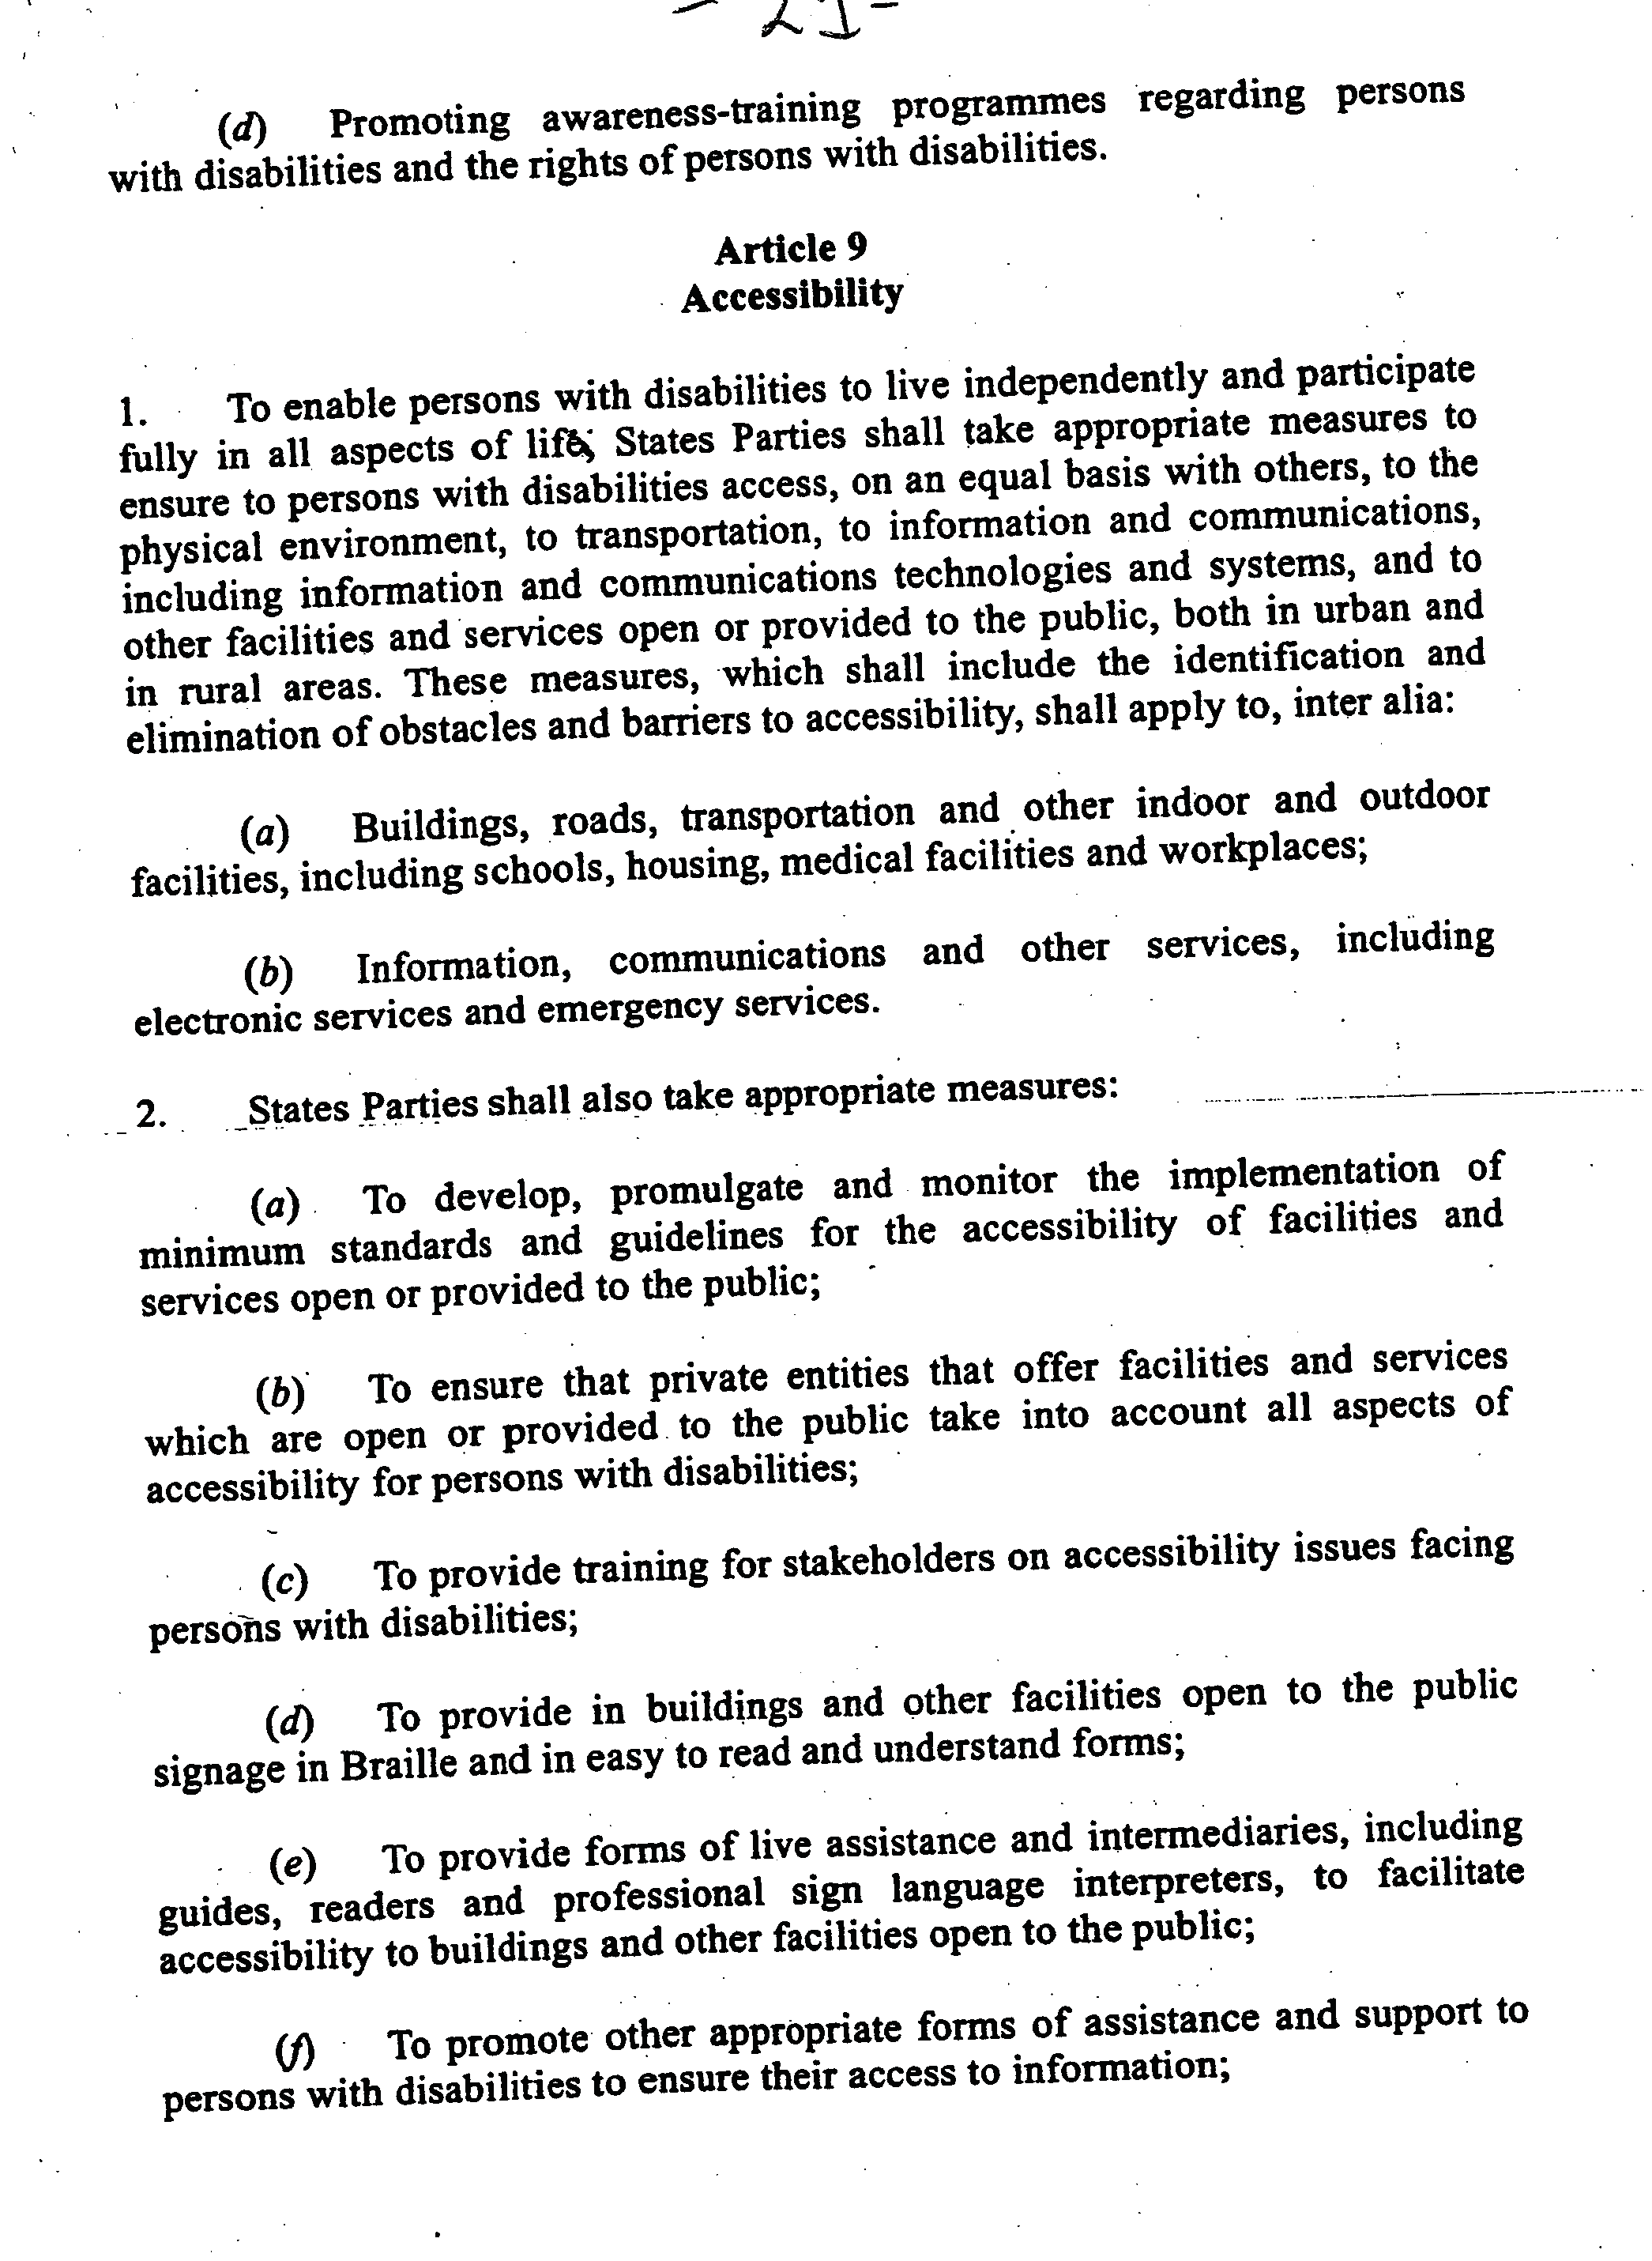 (d) Promoting awareness-training programmes regarding persons
with disabilities and the rights of persons with disabilities.
Article 9
Accessibility
1. To enable persons with disabilities to live independently and participate
fully in all aspects of life, States Parties shall take appropriate measures to
ensure to persons with disabilities access, on an equal basis with others, to the
physical environment, to transportation, to information and communications,
including information and communications technologies and systems, and to
other facilities and services open or provided to the public, both in urban and
in rural areas. These measures, which shall include the identification and
elimination of obstacles and barriers to accessibility, shall apply to, inter alia:
(a) Buildings, roads, transportation and other indoor and outdoor
facilities, including schools, housing, medical facilities and workplaces;
(b) Information, communications and other services, including
electronic services and emergency services.
2. States Parties shall also take appropriate measures:
(a) To develop, promulgate and monitor the implementation of
minimum standards and guidelines for the accessibility of facilities and
services open or provided to the public;
(b) To ensure that private entities that offer facilities and services
which are open or provided to the public take into account all aspects of
accessibility for persons with disabilities;
(c) To provide training for stakeholders on accessibility issues facing
persons with disabilities;
(d) To provide in buildings and other facilities open to the public
signage in Braille and in easy to read and understand forms;
(e) To provide forms of live assistance and intermediaries, including
guides, readers and professional sign language interpreters, to facilitate
accessibility to buildings and other facilities open to the public;
(f) To promote other appropriate forms of assistance and support to
persons with disabilities to ensure their access to information;